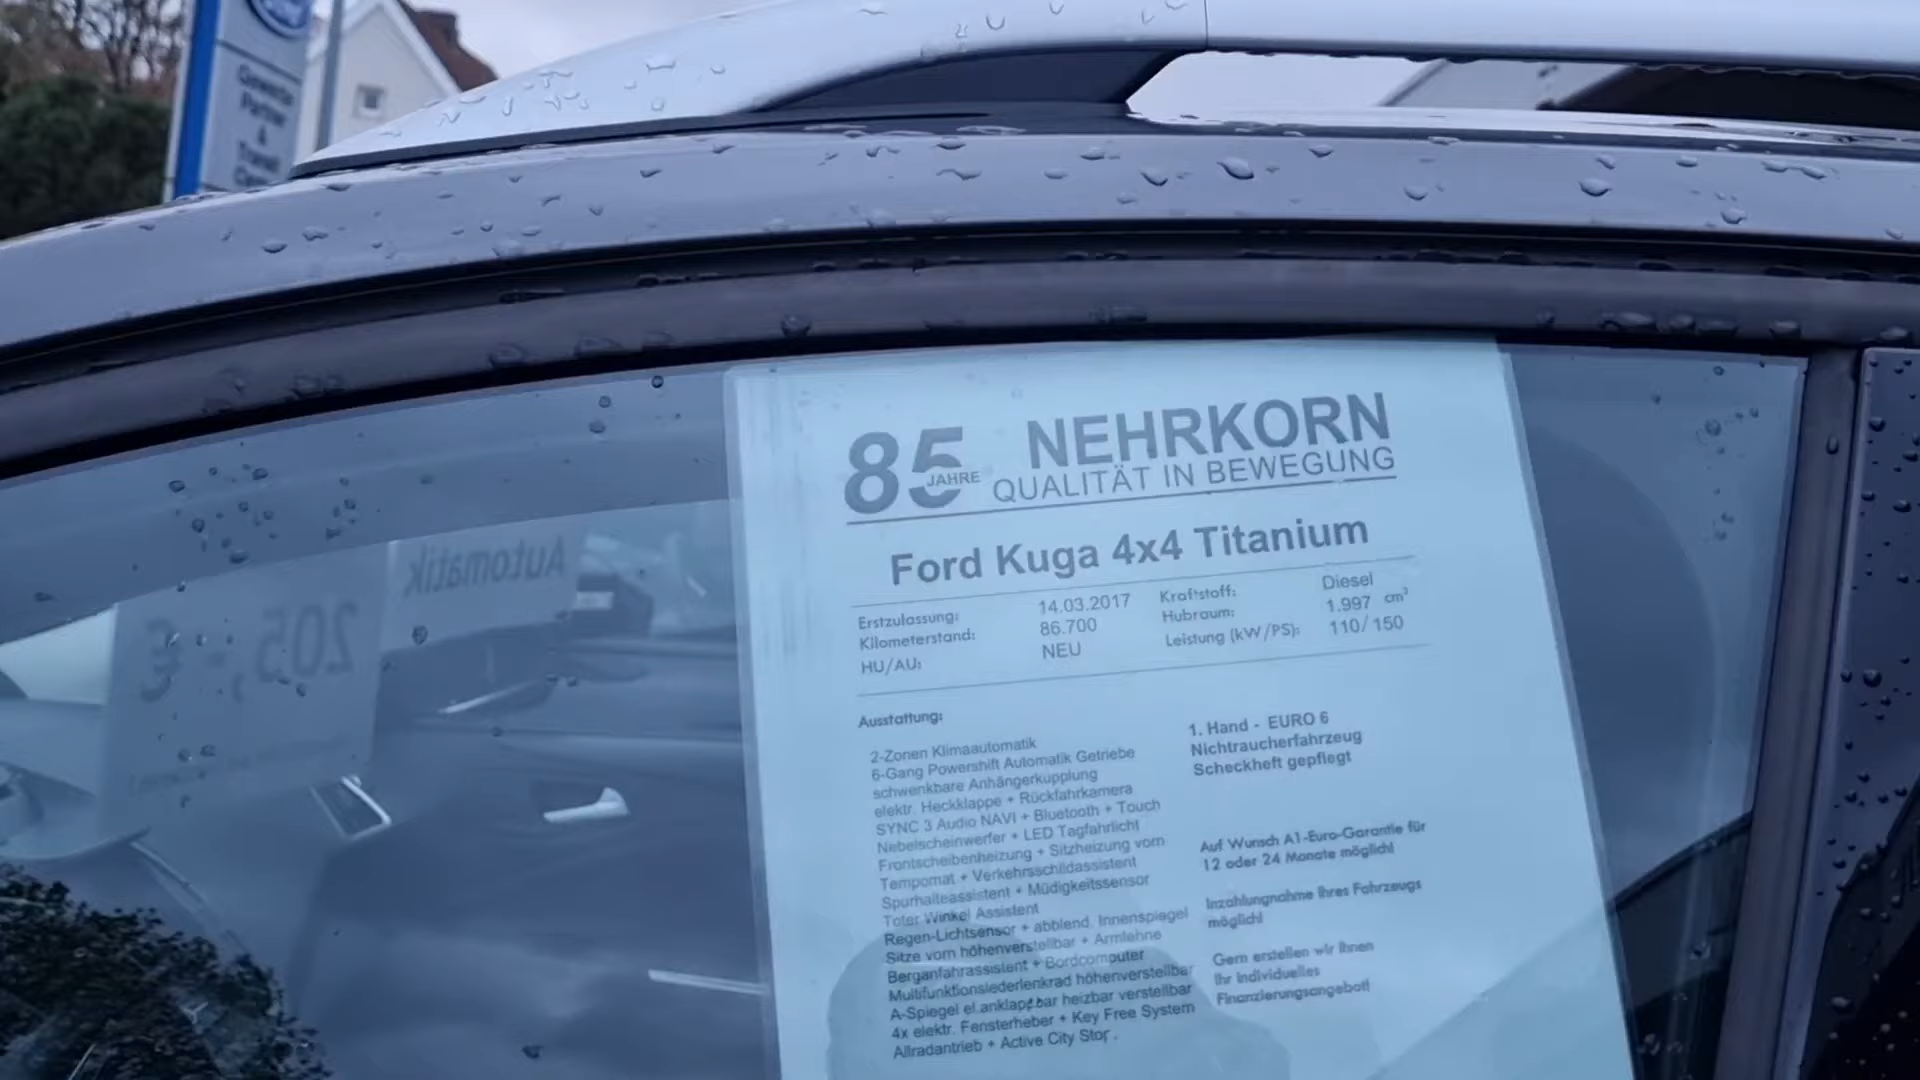 Ford
Gewerbe
Partner
&
Transit
85 JAHRE NEHRKORN
QUALITÄT IN BEWEGUNG
Ford Kuga 4x4 Titanium
Erstzulassung: 14.03.2017 Kraftstoff: Diesel
Kilometerstand: 86.700 Hubraum: 1.997 cm³
HU/AU: NEU Leistung (kW/PS): 110/150
Ausstattung:
2-Zonen Klimaautomatik
6-Gang Powershift Automatik Getriebe
schwenkbare Anhängerkupplung
elektr. Heckklappe + Rückfahrkamera
SYNC 3 Audio NAVI + Bluetooth + Touch
Nebelscheinwerfer + LED Tagfahrlicht
Frontscheibenheizung + Sitzheizung vorn
Tempomat + Verkehrsschildassistent
Spurhalteassistent + Müdigkeitssensor
Toter Winkel Assistent
Regen-Lichtsensor + abblend. Innenspiegel
Sitze vorn höhenverstellbar + Armlehne
Berganfahrassistent + Bordcomputer
Multifunktionslederlenkrad höhenverstellbar
A-Spiegel el.anklappbar heizbar verstellbar
4x elektr. Fensterheber + Key Free System
Allradantrieb + Active City Stop .
1. Hand - EURO 6
Nichtraucherfahrzeug
Scheckheft gepflegt
Auf Wunsch A1-Euro-Garantie für
12 oder 24 Monate möglich!
Inzahlungnahme Ihres Fahrzeugs
möglich!
Gern erstellen wir Ihnen
Ihr individuelles
Finanzierungsangebot!
Automatik
205,- €